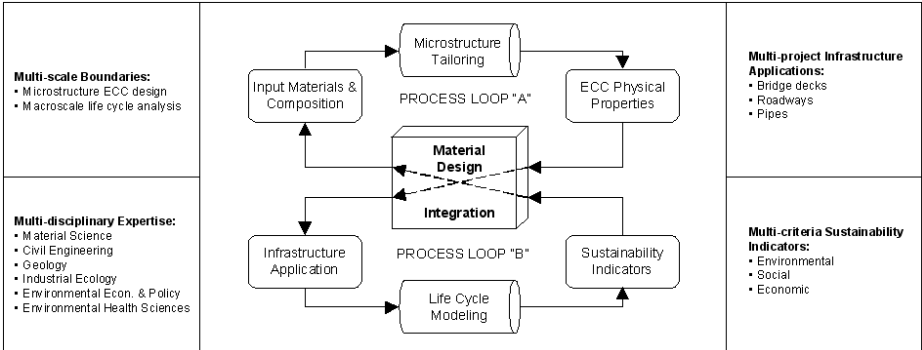 Multi-scale Boundaries:
▪ Microstructure ECC design
▪ Macroscale life cycle analysis
Multi-disciplinary Expertise:
▪ Material Science
▪ Civil Engineering
▪ Geology
▪ Industrial Ecology
▪ Environmental Econ. & Policy
▪ Environmental Health Sciences
Microstructure
Tailoring
Input Materials &
Composition
PROCESS LOOP "A"
ECC Physical
Properties
Material
Design
Integration
Infrastructure
Application
PROCESS LOOP "B"
Sustainability
Indicators
Life Cycle
Modeling
Multi-project Infrastructure
Applications:
▪ Bridge decks
▪ Roadways
▪ Pipes
Multi-criteria Sustainability
Indicators:
▪ Environmental
▪ Social
▪ Economic